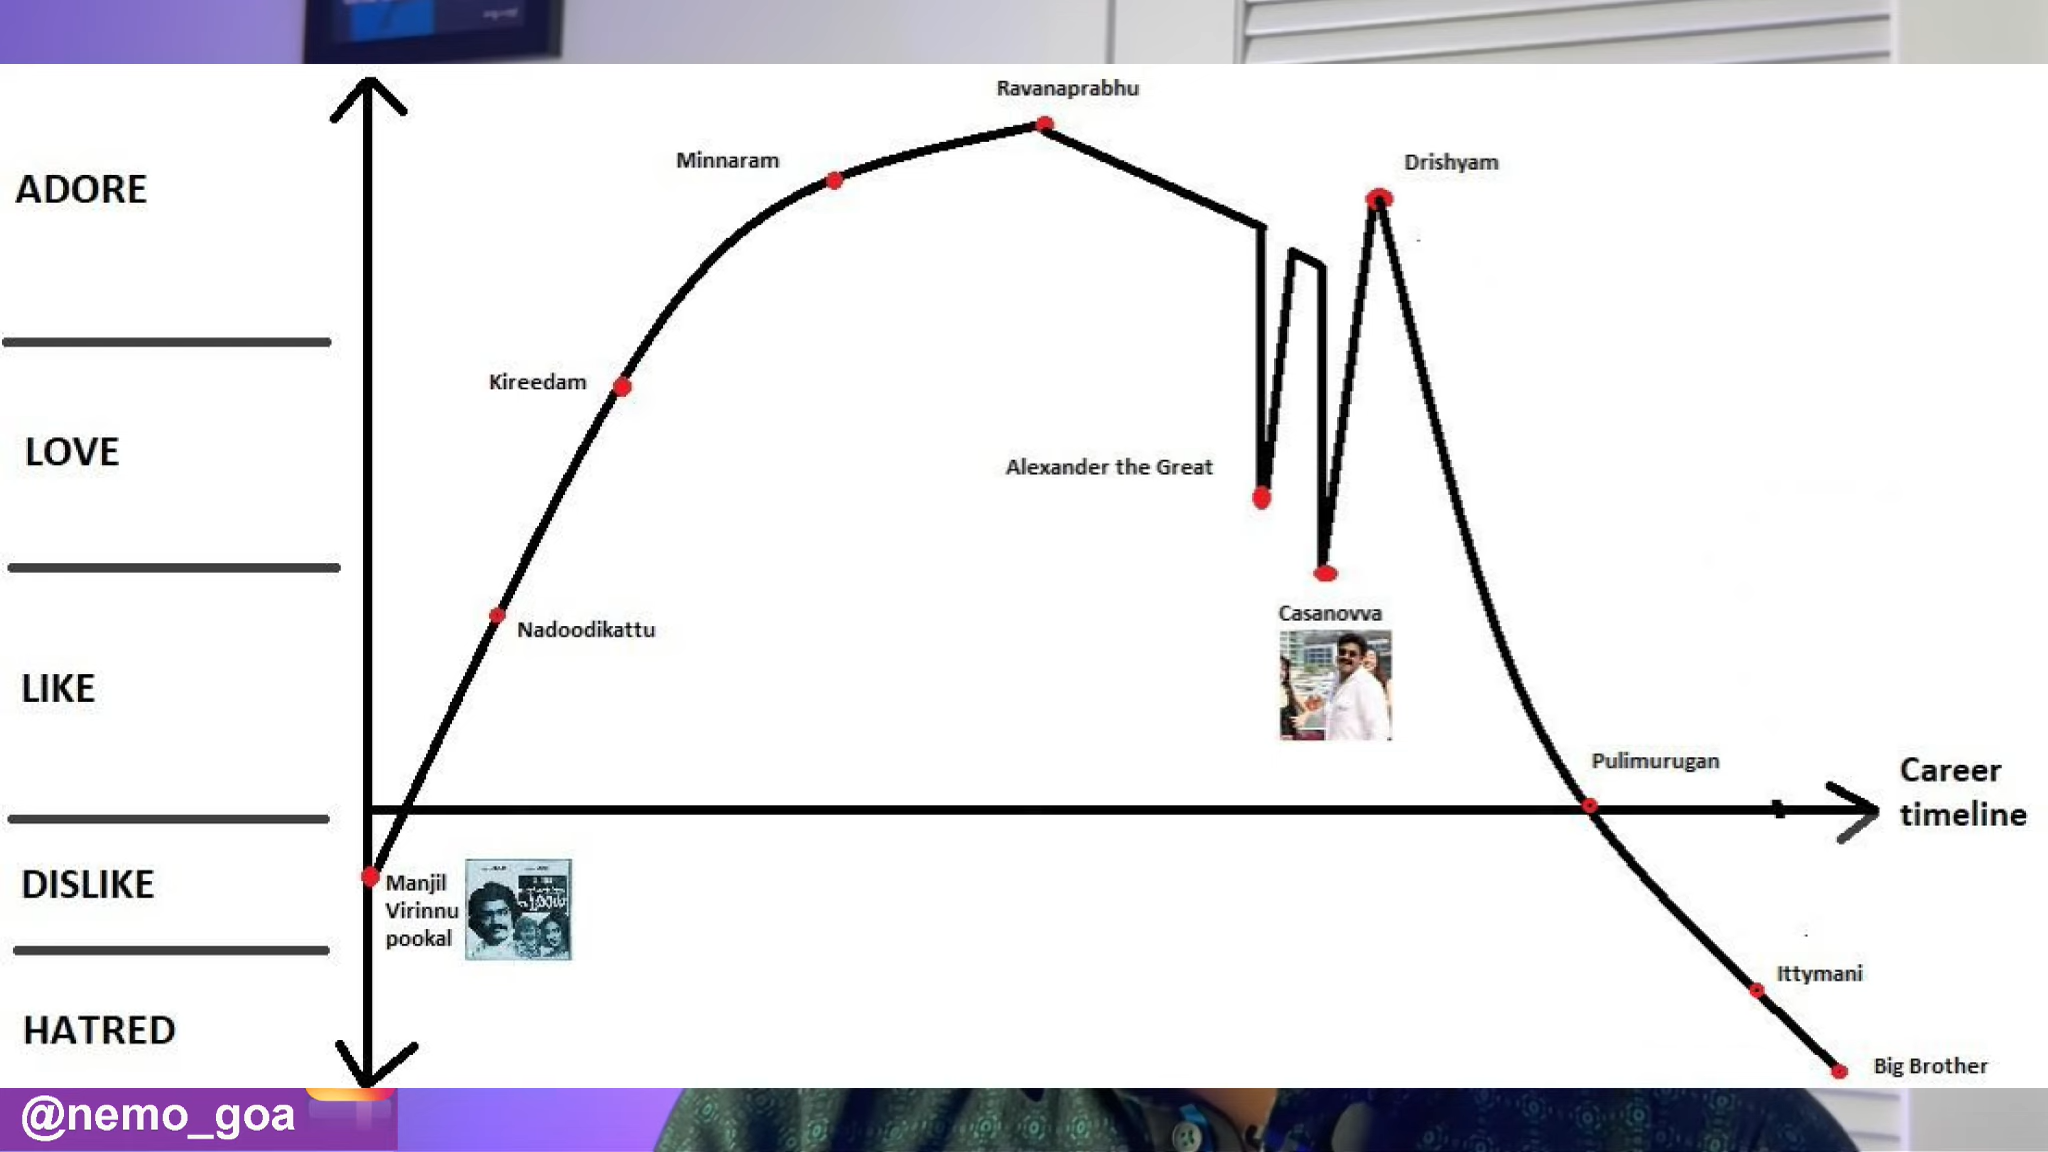 Ravanaprabhu
Minnaram
Drishyam
ADORE
Kireedam
LOVE
Alexander the Great
Nadoodikattu
Casanovva
LIKE
Pulimurugan
Career
timeline
DISLIKE
Manjil
Virinnu
pookal
Ittymani
HATRED
Big Brother
@nemo_goa